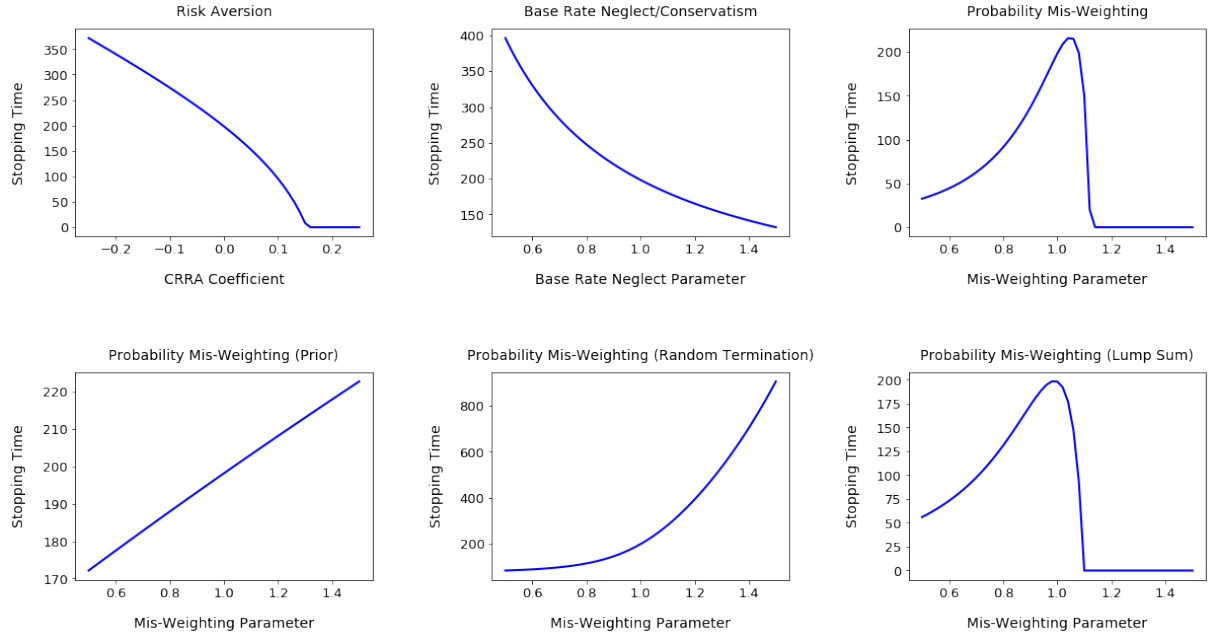 Risk Aversion
Stopping Time
350
300
250
200
150
100
50
0
−0.2 −0.1 0.0 0.1 0.2
CRRA Coefficient
Base Rate Neglect/Conservatism
Stopping Time
400
350
300
250
200
150
0.6 0.8 1.0 1.2 1.4
Base Rate Neglect Parameter
Probability Mis-Weighting
Stopping Time
200
150
100
50
0
0.6 0.8 1.0 1.2 1.4
Mis-Weighting Parameter
Probability Mis-Weighting (Prior)
Stopping Time
220
210
200
190
180
170
0.6 0.8 1.0 1.2 1.4
Mis-Weighting Parameter
Probability Mis-Weighting (Random Termination)
Stopping Time
800
600
400
200
0.6 0.8 1.0 1.2 1.4
Mis-Weighting Parameter
Probability Mis-Weighting (Lump Sum)
Stopping Time
200
175
150
125
100
75
50
25
0
0.6 0.8 1.0 1.2 1.4
Mis-Weighting Parameter